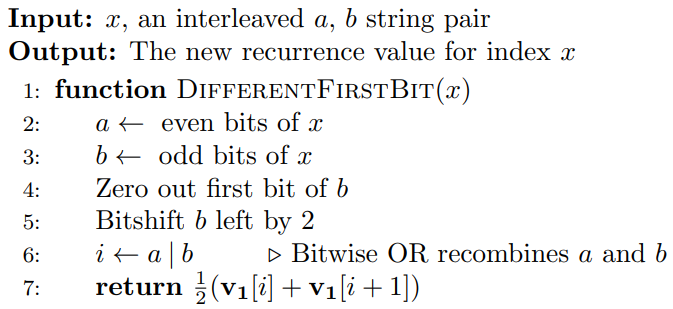 Input: x, an interleaved a, b string pair
Output: The new recurrence value for index x
1: function DIFFERENTFIRSTBIT(x)
2: a ← even bits of x
3: b ← odd bits of x
4: Zero out first bit of b
5: Bitshift b left by 2
6: i ← a | b ▷ Bitwise OR recombines a and b
7: return ½(v₁[i] + v₁[i + 1])